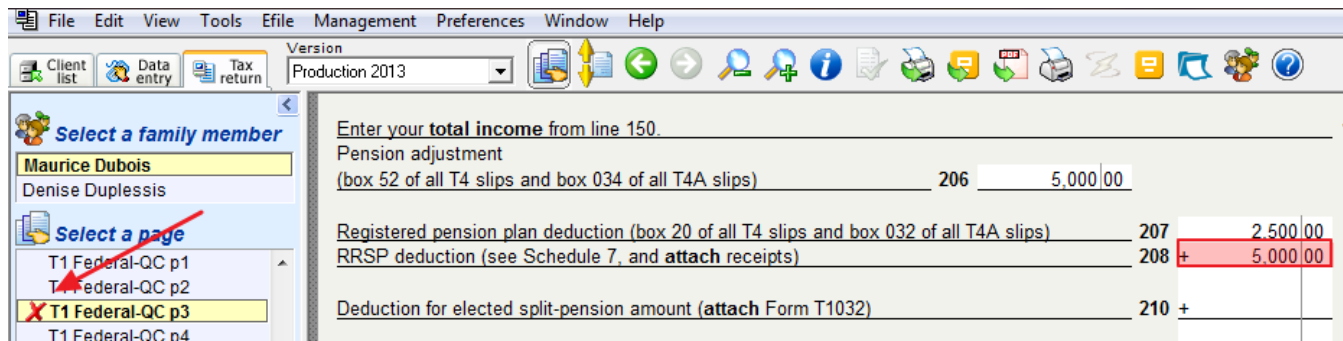 File Edit View Tools Efile Management Preferences Window Help
Client list
Data entry
Tax return
Version
Production 2013
PDF
Select a family member
Maurice Dubois
Denise Duplessis
Select a page
T1 Federal-QC p1
T1 Federal-QC p2
T1 Federal-QC p3
T1 Federal-QC p4
Enter your total income from line 150.
Pension adjustment
(box 52 of all T4 slips and box 034 of all T4A slips) 206 5,000 00
Registered pension plan deduction (box 20 of all T4 slips and box 032 of all T4A slips) 207 2,500 00
RRSP deduction (see Schedule 7, and attach receipts) 208 + 5,000 00
Deduction for elected split-pension amount (attach Form T1032) 210 +